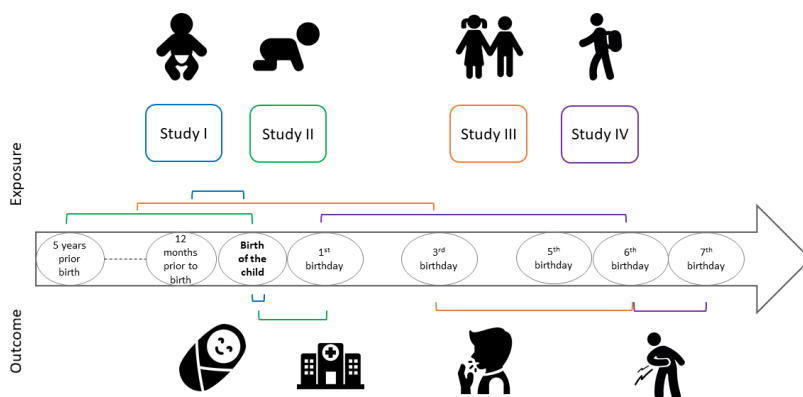 Study I
Study II
Study III
Study IV
Exposure
5 years
prior
birth
12
months
prior to
birth
Birth
of the
child
1st
birthday
3rd
birthday
5th
birthday
6th
birthday
7th
birthday
Outcome